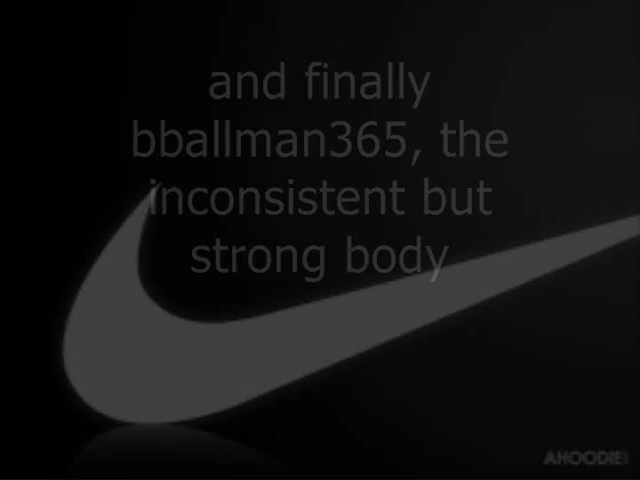 and finally
bballman365, the
inconsistent but
strong body
AHOODIE